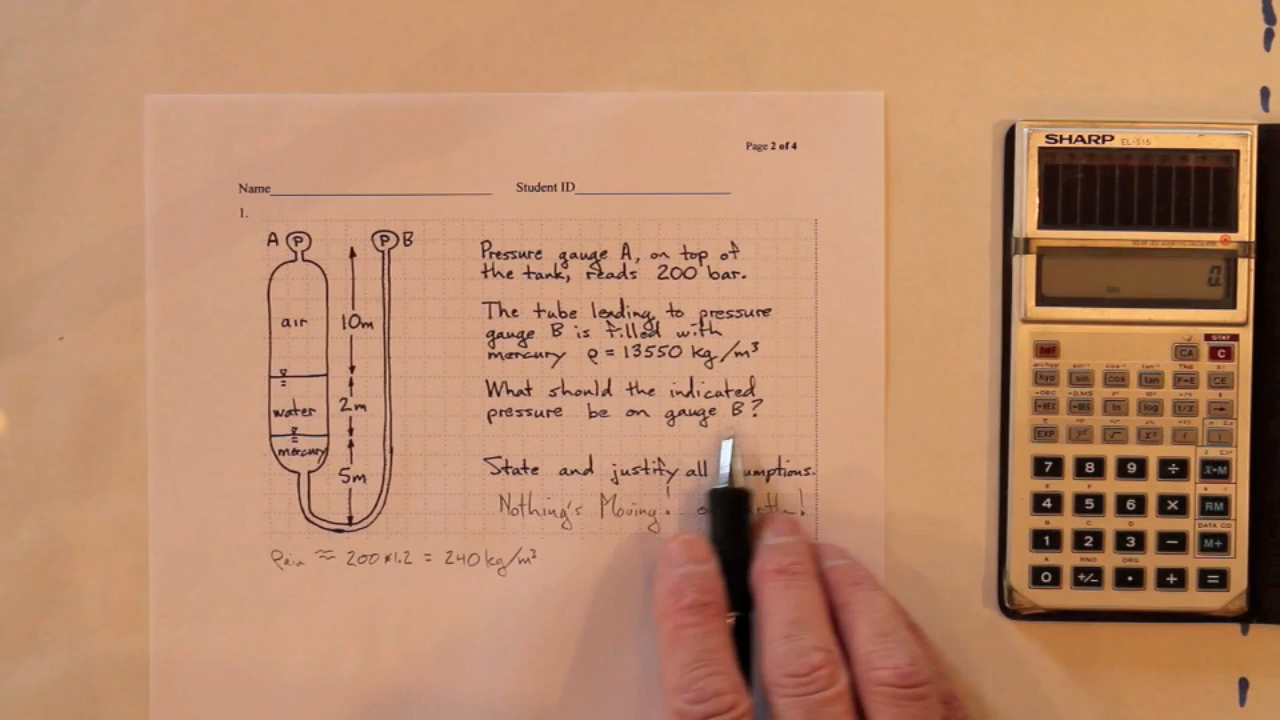 Page 2 of 4
Name Student ID
1.
A P P B
air
10m
water
2m
mercury
5m
Pressure gauge A, on top of
the tank, reads 200 bar.
The tube leading to pressure
gauge B is filled with
mercury ρ = 13550 kg/m³
What should the indicated
pressure be on gauge B?
State and justify all
Nothing's Moving!
ρair ≈ 200*1.2 = 240 kg/m³
SHARP EL-515
0.
STAT
CA C
hyp sin cos tan F↔E CE
ln log 1/x →
EXP
7 8 9 ÷ X→M
4 5 6 × RM
DATA CD
1 2 3 − M+
0 +/− • + =